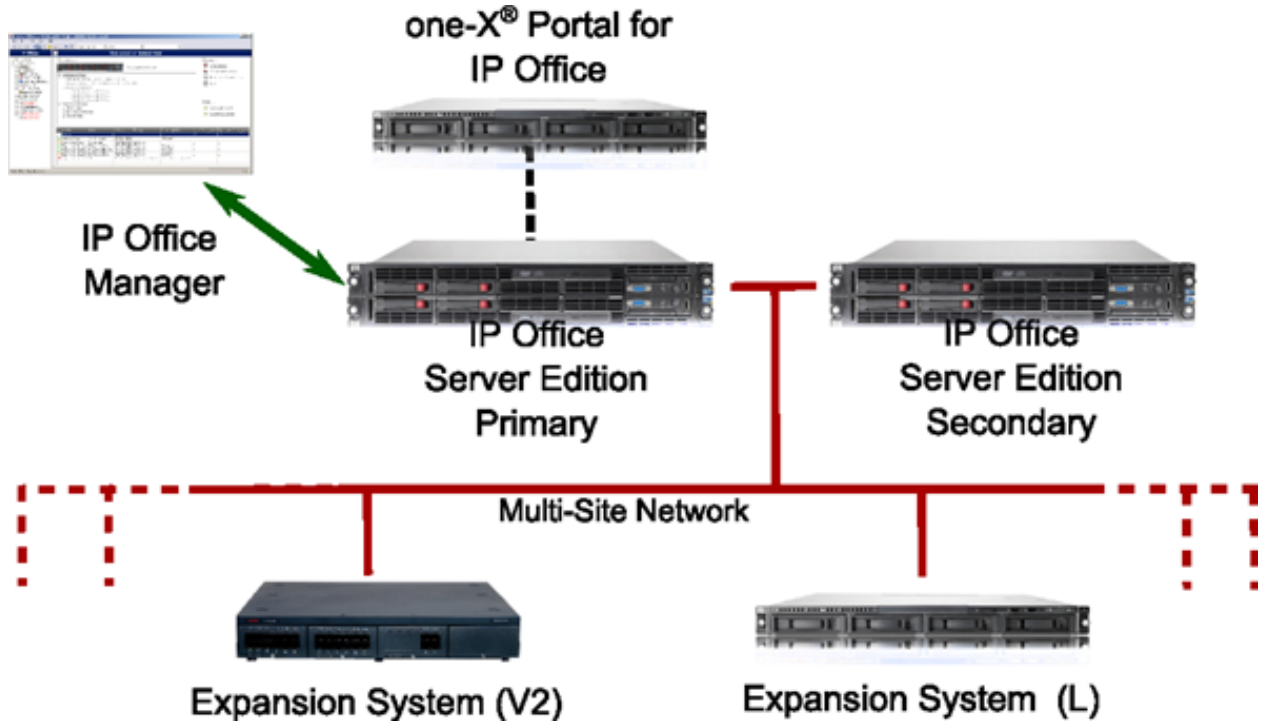 one-X® Portal for
IP Office
IP Office
Manager
IP Office
Server Edition
Primary
IP Office
Server Edition
Secondary
Multi-Site Network
Expansion System (V2)
Expansion System (L)